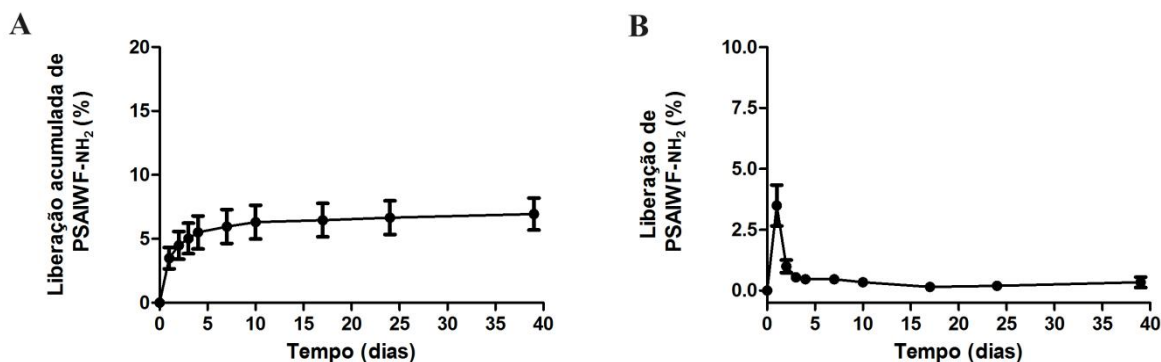 A
Liberação acumulada de
PSAIWF-NH₂ (%)
20
15
10
5
0
0 5 10 15 20 25 30 35 40
Tempo (dias)
B
Liberação de
PSAIWF-NH₂ (%)
10.0
7.5
5.0
2.5
0.0
0 5 10 15 20 25 30 35 40
Tempo (dias)